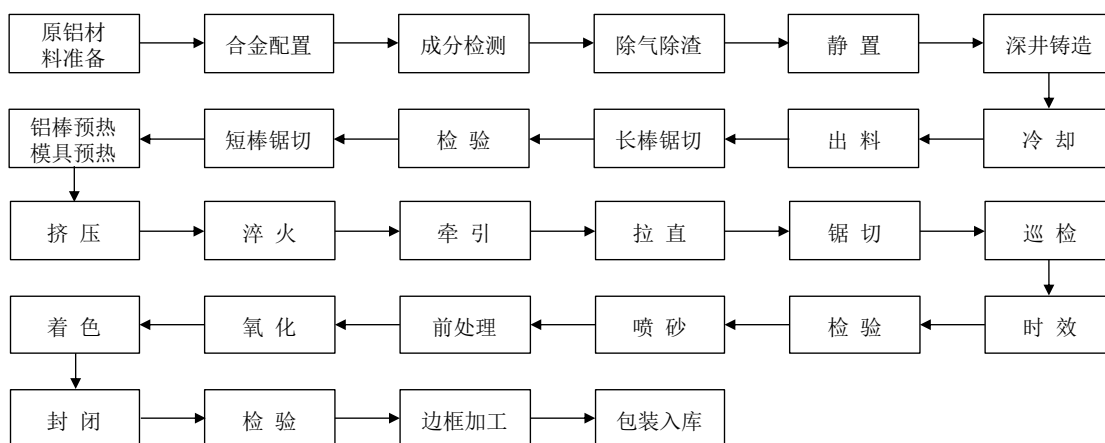 原铝材
料准备
合金配置
成分检测
除气除渣
静 置
深井铸造
铝棒预热
模具预热
短棒锯切
检 验
长棒锯切
出 料
冷 却
挤 压
淬 火
牵 引
拉 直
锯 切
巡 检
着 色
氧 化
前处理
喷 砂
检 验
时 效
封 闭
检 验
边框加工
包装入库